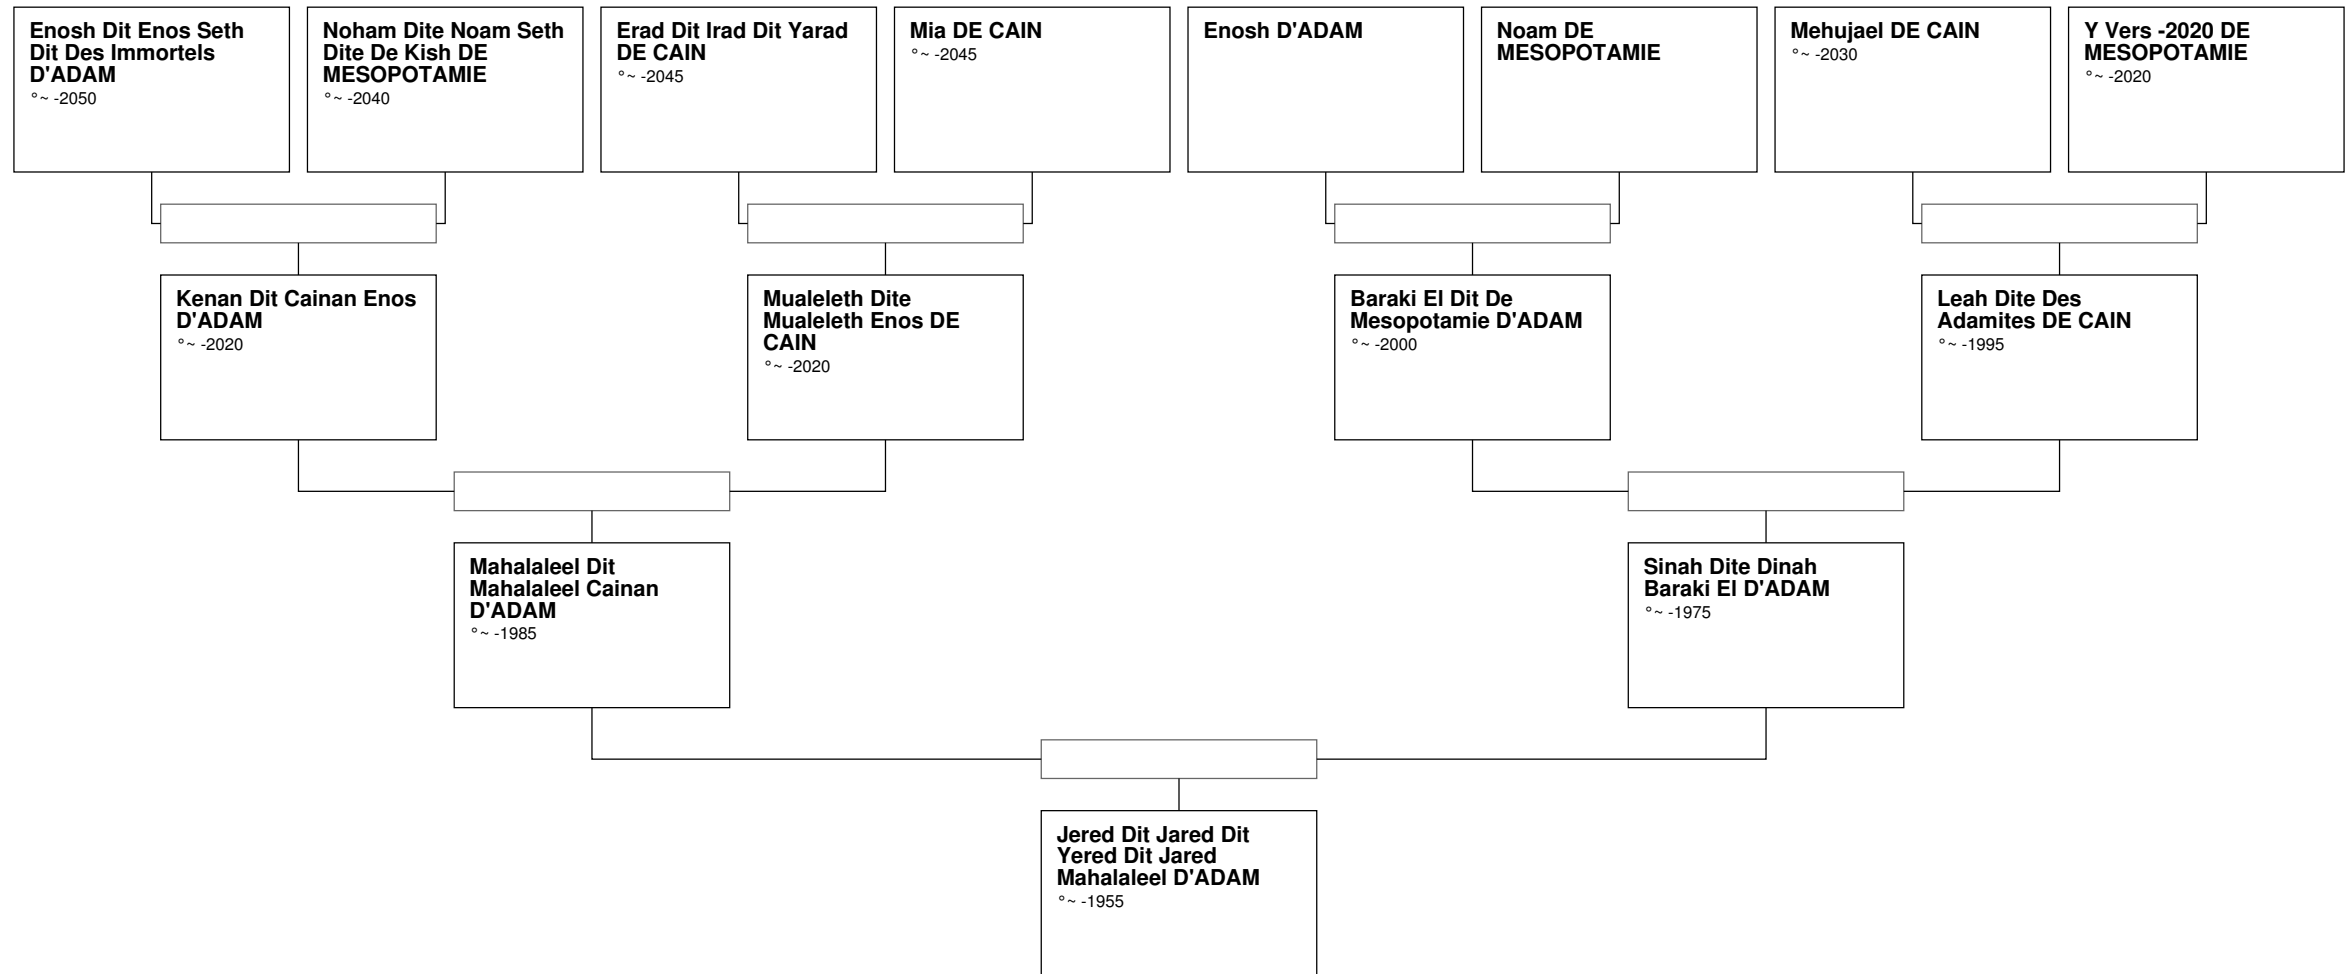 Enosh Dit Enos Seth
Dit Des Immortels
D'ADAM
°~ -2050
Noham Dite Noam Seth
Dite De Kish DE
MESOPOTAMIE
°~ -2040
Erad Dit Irad Dit Yarad
DE CAIN
°~ -2045
Mia DE CAIN
°~ -2045
Enosh D'ADAM
Noam DE
MESOPOTAMIE
Mehujael DE CAIN
°~ -2030
Y Vers -2020 DE
MESOPOTAMIE
°~ -2020
Kenan Dit Cainan Enos
D'ADAM
°~ -2020
Mualeleth Dite
Mualeleth Enos DE
CAIN
°~ -2020
Baraki El Dit De
Mesopotamie D'ADAM
°~ -2000
Leah Dite Des
Adamites DE CAIN
°~ -1995
Mahalaleel Dit
Mahalaleel Cainan
D'ADAM
°~ -1985
Sinah Dite Dinah
Baraki El D'ADAM
°~ -1975
Jered Dit Jared Dit
Yered Dit Jared
Mahalaleel D'ADAM
°~ -1955